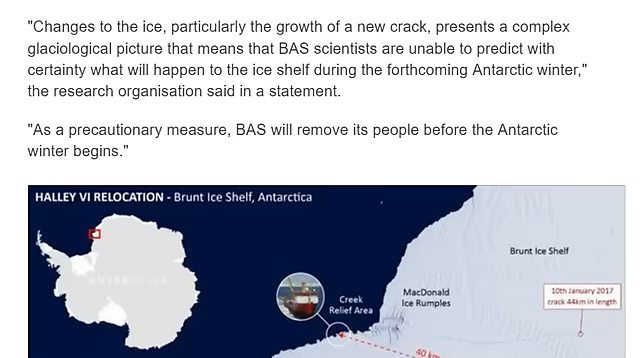 "Changes to the ice, particularly the growth of a new crack, presents a complex
glaciological picture that means that BAS scientists are unable to predict with
certainty what will happen to the ice shelf during the forthcoming Antarctic winter,"
the research organisation said in a statement.
"As a precautionary measure, BAS will remove its people before the Antarctic
winter begins."
HALLEY VI RELOCATION - Brunt Ice Shelf, Antarctica
ANTARCTICA
Brunt Ice Shelf
10th January 2017
crack 44km in length
MacDonald
Ice Rumples
Creek
Relief Area
40 km